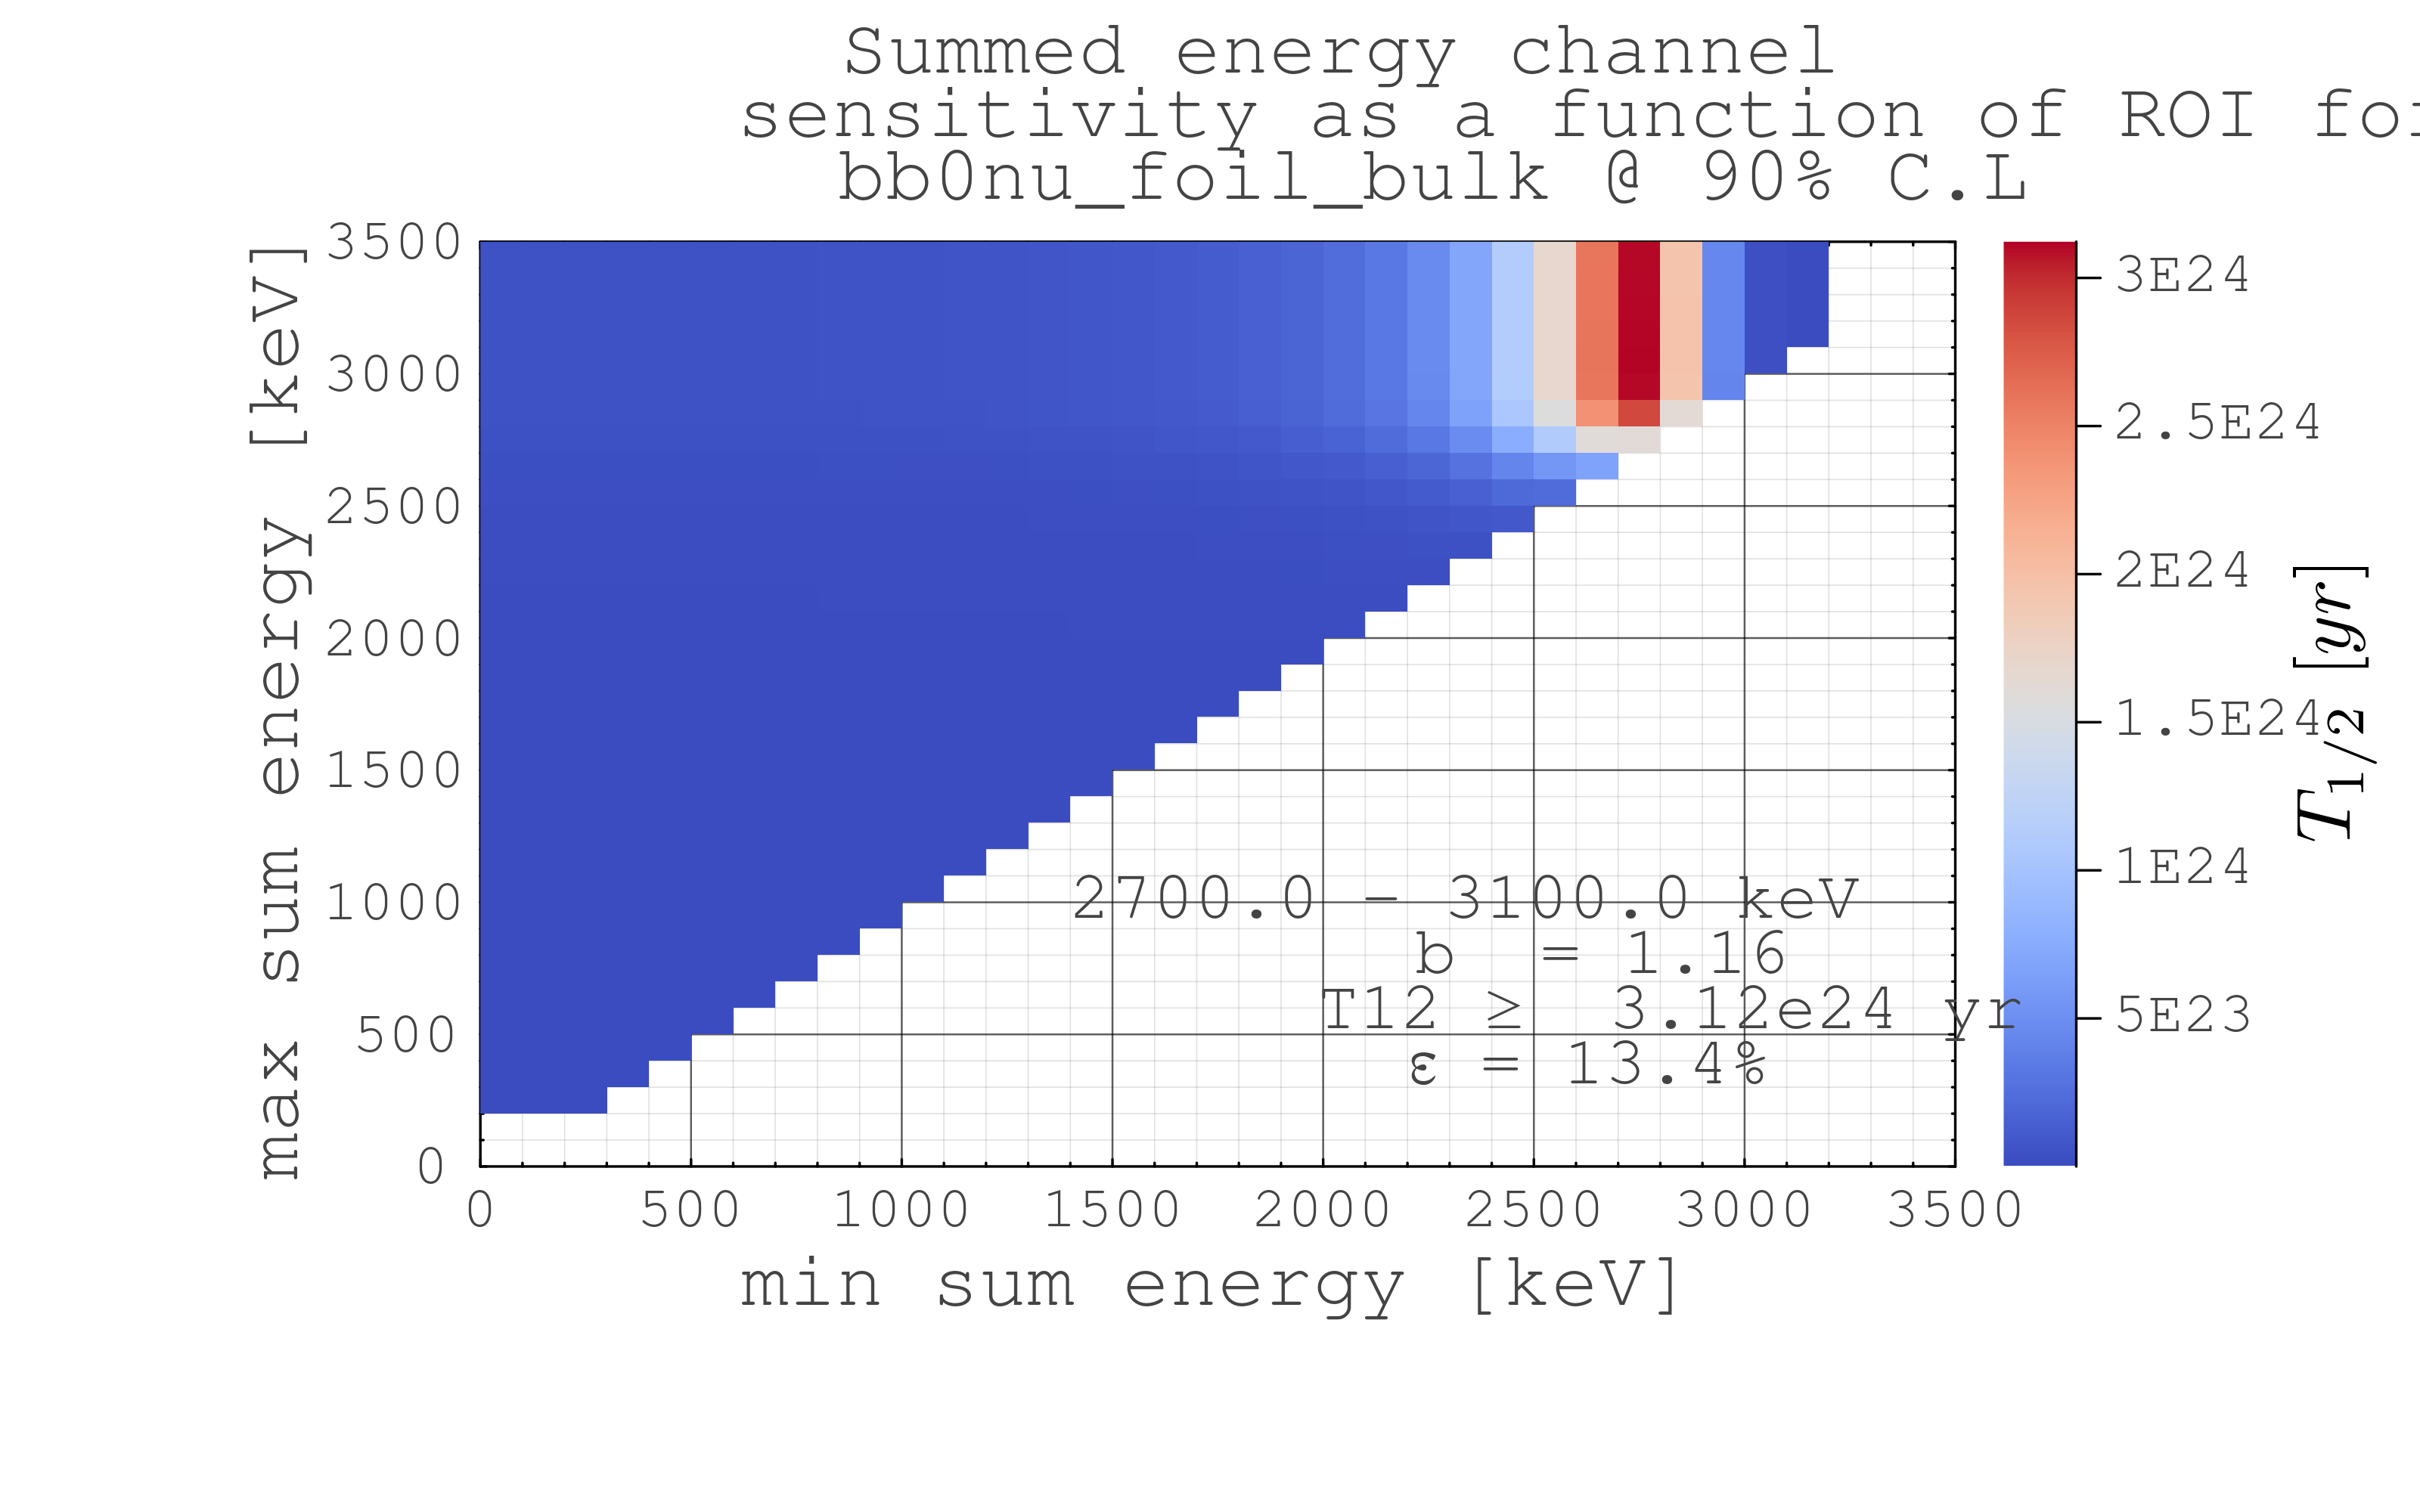 Summed energy channel
sensitivity as a function of ROI for
bb0nu_foil_bulk @ 90% C.L
max sum energy [keV]
3500
3000
2500
2000
1500
1000
500
0
2700.0 - 3100.0 keV
b = 1.16
T12 ≥ 3.12e24 yr
ε = 13.4%
0 500 1000 1500 2000 2500 3000 3500
min sum energy [keV]
3E24
2.5E24
2E24
1.5E24
1E24
5E23
T1/2 [yr]